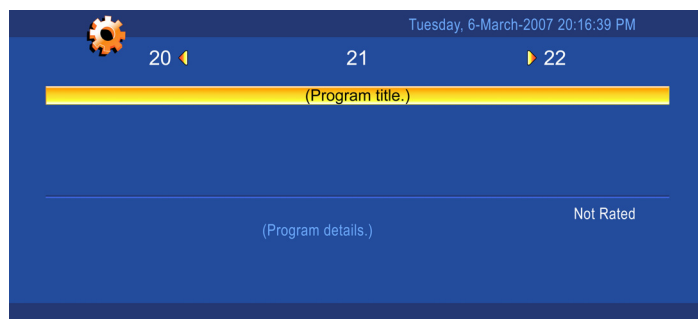 Tuesday, 6-March-2007 20:16:39 PM
20 21 22
(Program title.)
Not Rated
(Program details.)